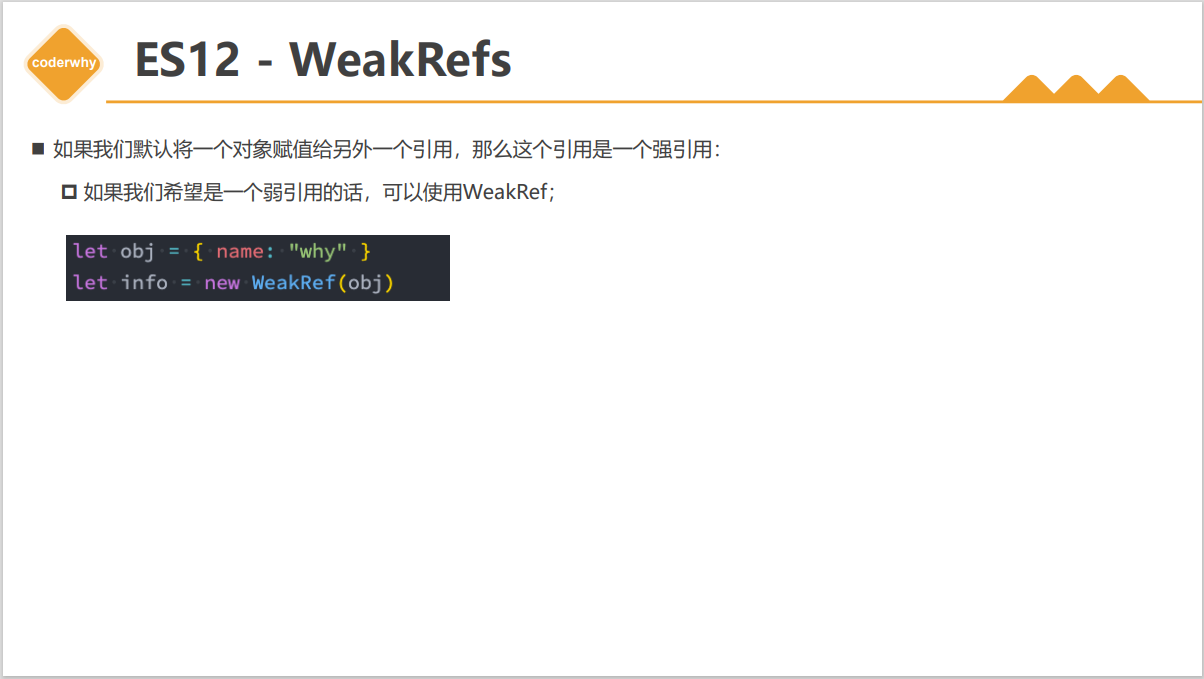 coderwhy
ES12 - WeakRefs
如果我们默认将一个对象赋值给另外一个引用，那么这个引用是一个强引用：
如果我们希望是一个弱引用的话，可以使用WeakRef；
let obj = { name: "why" }
let info = new WeakRef(obj)